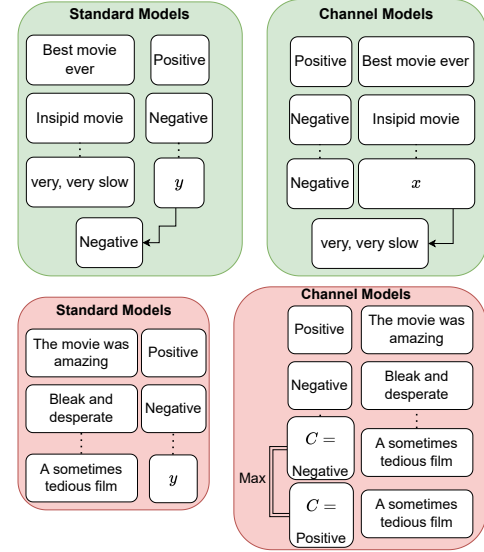 Standard Models
Best movie
ever
Positive
Insipid movie
Negative
very, very slow
y
Negative
Channel Models
Positive
Best movie ever
Negative
Insipid movie
Negative
x
very, very slow
Standard Models
The movie was
amazing
Positive
Bleak and
desperate
Negative
A sometimes
tedious film
y
Channel Models
Positive
The movie was
amazing
Negative
Bleak and
desperate
C =
Negative
A sometimes
tedious film
Max
C =
Positive
A sometimes
tedious film